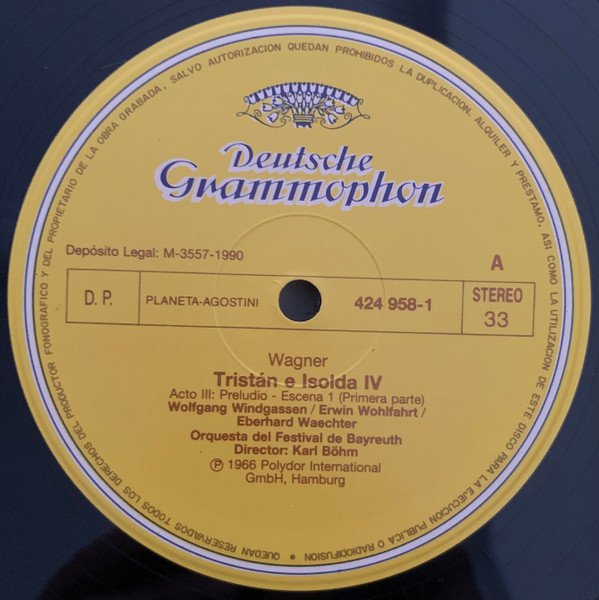 QUEDAN RESERVADOS TODOS LOS DERECHOS DEL PRODUCTOR FONOGRAFICO Y DEL PROPIETARIO DE LA OBRA GRABADA, SALVO AUTORIZACION QUEDAN PROHIBIDOS LA DUPLICACION, ALQUILER Y PRESTAMO, ASI COMO LA UTILIZACION DE ESTE DISCO PARA LA EJECUCION PUBLICA O RADIODIFUSION •
Deutsche
Grammophon
Depósito Legal: M-3557-1990
A
D. P.
PLANETA-AGOSTINI
424 958-1
STEREO
33
Wagner
Tristán e Isolda IV
Acto III: Preludio - Escena 1 (Primera parte)
Wolfgang Windgassen / Erwin Wohlfahrt /
Eberhard Waechter
Orquesta del Festival de Bayreuth
Director: Karl Böhm
℗ 1966 Polydor International
GmbH, Hamburg